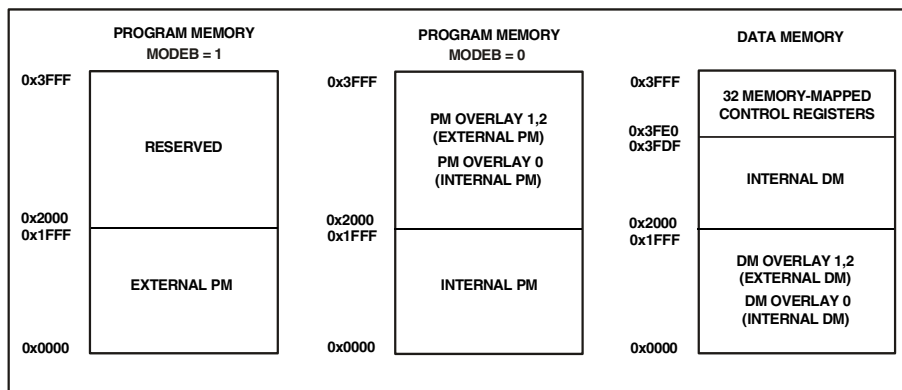 PROGRAM MEMORY
MODEB = 1
0x3FFF
RESERVED
0x2000
0x1FFF
EXTERNAL PM
0x0000
PROGRAM MEMORY
MODEB = 0
0x3FFF
PM OVERLAY 1,2
(EXTERNAL PM)
PM OVERLAY 0
(INTERNAL PM)
0x2000
0x1FFF
INTERNAL PM
0x0000
DATA MEMORY
0x3FFF
32 MEMORY-MAPPED
CONTROL REGISTERS
0x3FE0
0x3FDF
INTERNAL DM
0x2000
0x1FFF
DM OVERLAY 1,2
(EXTERNAL DM)
DM OVERLAY 0
(INTERNAL DM)
0x0000